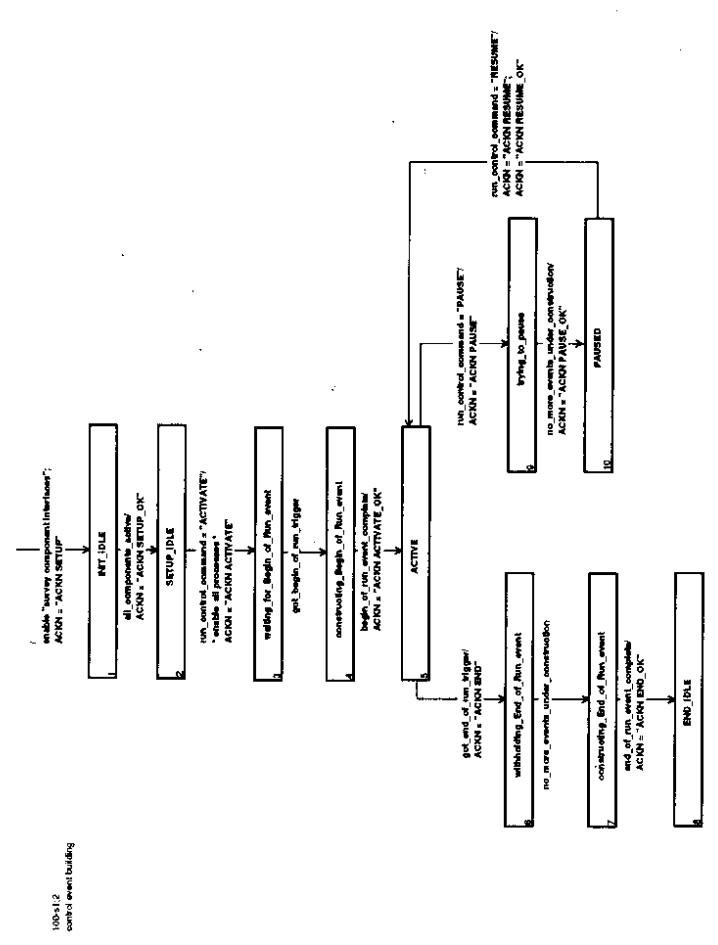 100-s1:2
control event building
enable "survey component interfaces";
ACKN = "ACKN SETUP"
INIT_IDLE
1
all_components_active/
ACKN = "ACKN SETUP_OK"
SETUP_IDLE
2
run_control_command = "ACTIVATE"/
" enable all processes "
ACKN = "ACKN ACTIVATE"
waiting_for_Begin_of_Run_event
3
got_begin_of_run_trigger
constructing_Begin_of_Run_event
4
begin_of_run_event_complete/
ACKN = "ACKN ACTIVATE_OK"
ACTIVE
5
got_end_of_run_trigger/
ACKN = "ACKN END"
withholding_End_of_Run_event
6
no_more_events_under_construction
constructing_End_of_Run_event
7
end_of_run_event_complete/
ACKN = "ACKN END_OK"
END_IDLE
8
run_control_command = "PAUSE"/
ACKN = "ACKN PAUSE"
trying_to_pause
9
no_more_events_under_construction/
ACKN = "ACKN PAUSE_OK"
PAUSED
10
run_control_command = "RESUME"/
ACKN = "ACKN RESUME";
ACKN = "ACKN RESUME_OK"